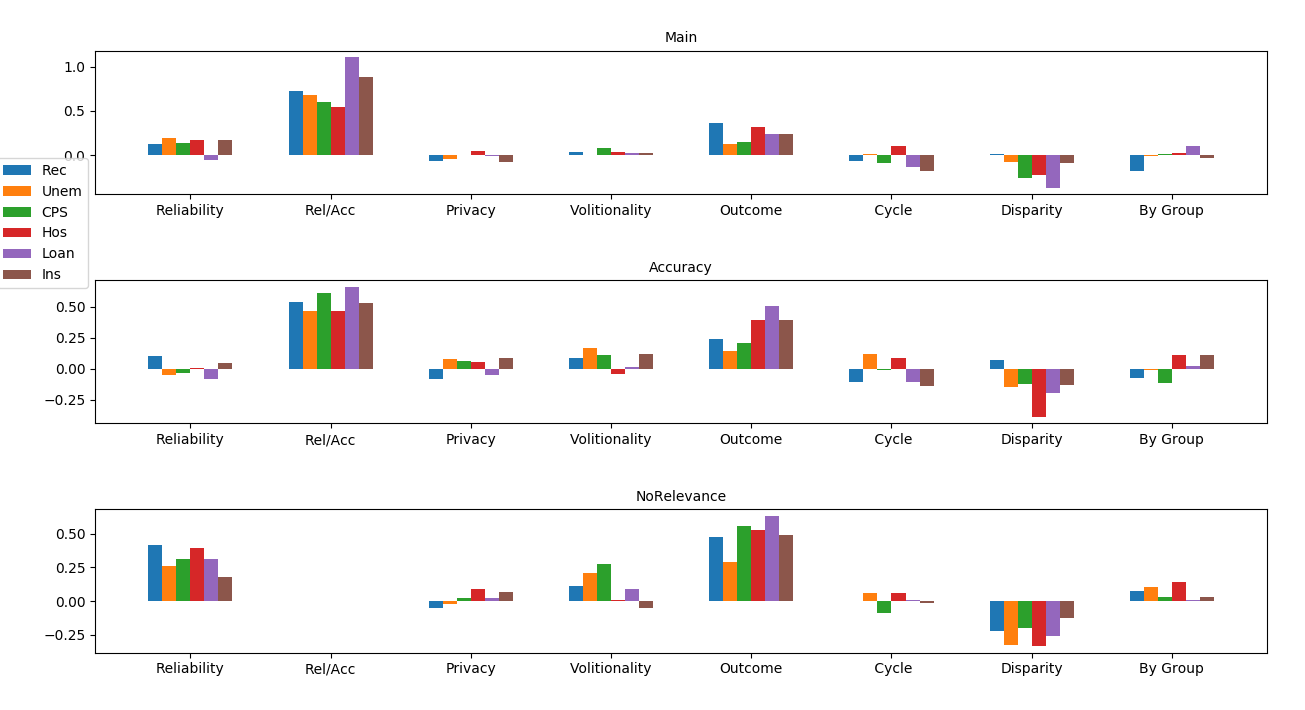 Main
1.0
0.5
0.0
Reliability Rel/Acc Privacy Volitionality Outcome Cycle Disparity By Group
Rec
Unem
CPS
Hos
Loan
Ins
Accuracy
0.50
0.25
0.00
−0.25
Reliability Rel/Acc Privacy Volitionality Outcome Cycle Disparity By Group
NoRelevance
0.50
0.25
0.00
−0.25
Reliability Rel/Acc Privacy Volitionality Outcome Cycle Disparity By Group